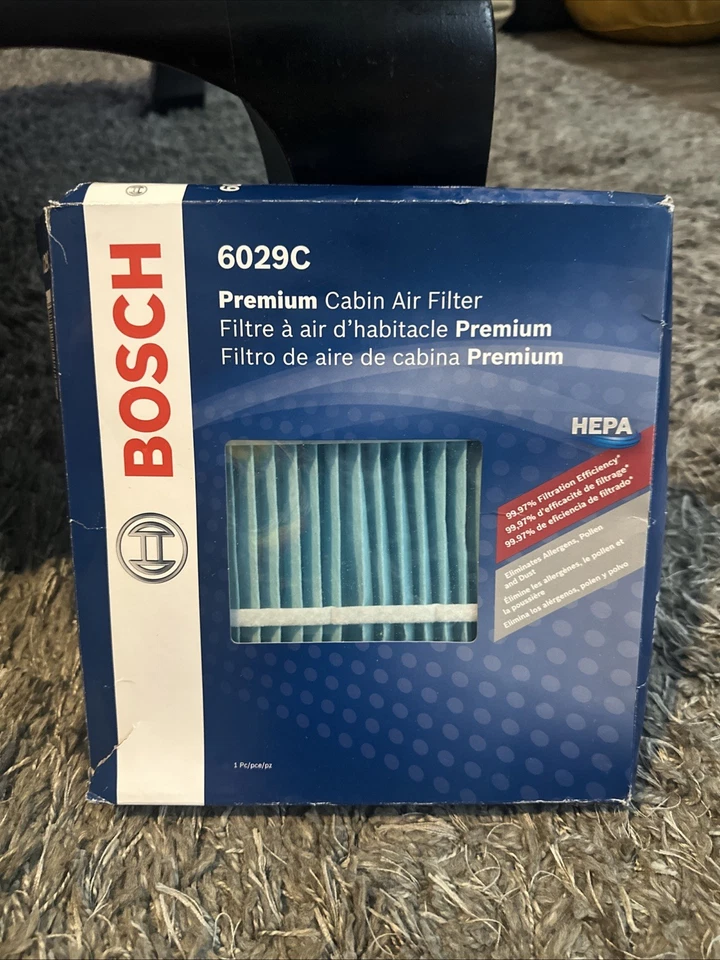 BOSCH
6029C
Premium Cabin Air Filter
Filtre à air d'habitacle Premium
Filtro de aire de cabina Premium
HEPA
99.97% Filtration Efficiency*
99,97% d'efficacité de filtrage*
99.97% de eficiencia de filtrado*
Eliminates Allergens, Pollen
and Dust
Élimine les allergènes, le pollen et
la poussière
Elimina los alérgenos, polen y polvo
1 Pc/pce/pz